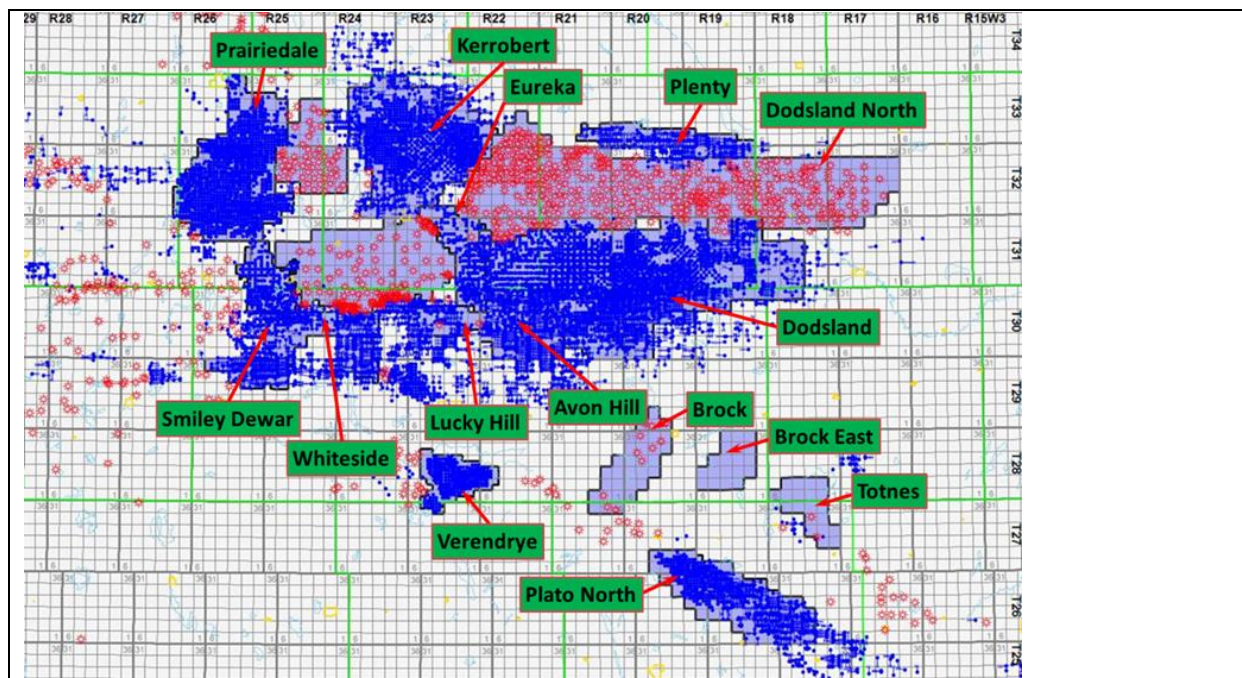 29 R28 R27 R26 R25 R24 R23 R22 R21 R20 R19 R18 R17 R16 R15W3
T34
Prairiedale
Kerrobert
Eureka
Plenty
Dodsland North
T33
T32
T31
T30
Dodsland
Smiley Dewar
Whiteside
Lucky Hill
Avon Hill
T29
Brock
Brock East
T28
Totnes
Verendrye
T27
Plato North
T26
T25